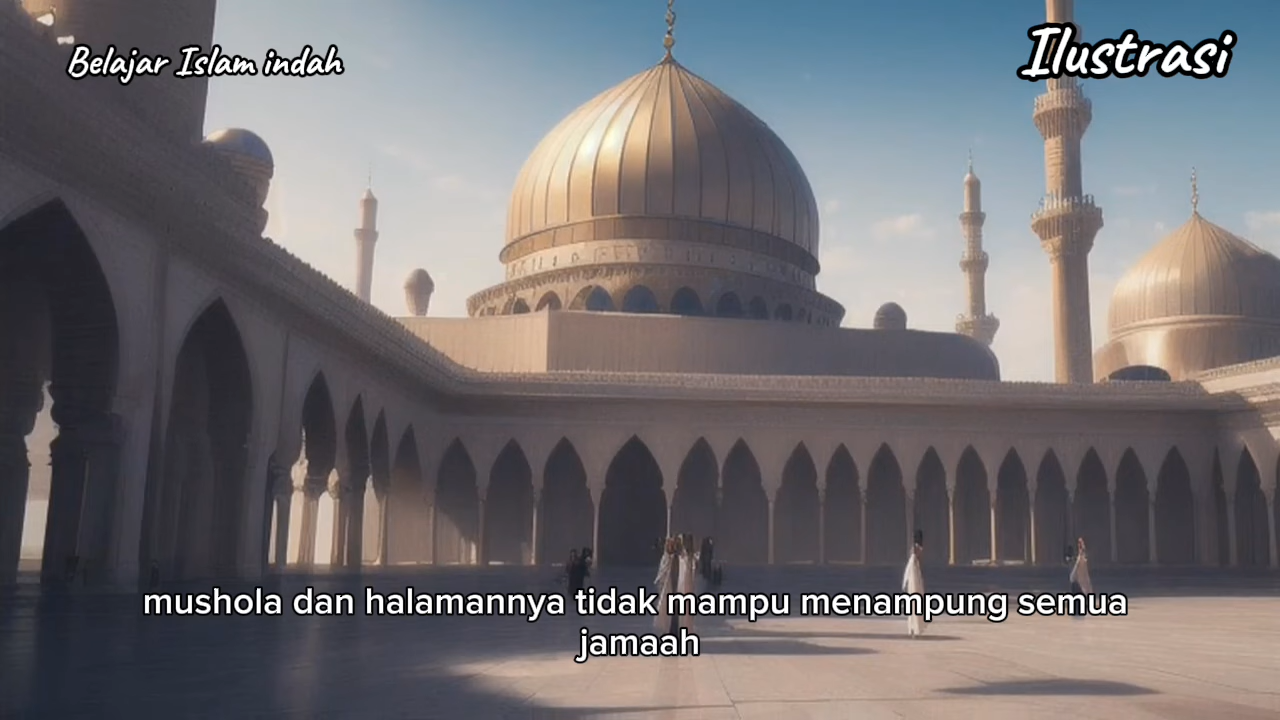 Belajar Islam indah
Ilustrasi
mushola dan halamannya tidak mampu menampung semua
jamaah